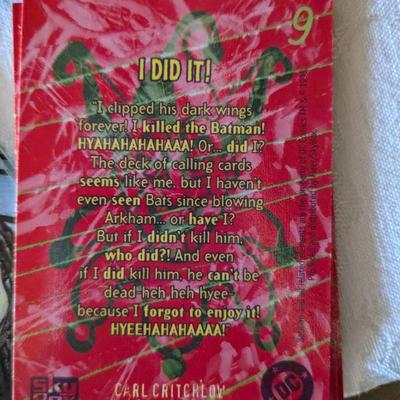 9
I DID IT!
"I clipped his dark wings
forever! I killed the Batman!
HYAHAHAHAHAAA! Or... did I?
The deck of calling cards
seems like me. but I haven't
even seen Bats since blowing
Arkham... or have I?
But if I didn't kill him,
who did?! And even
if I did kill him, he can't be
dead-heh heh hyee-
because I forgot to enjoy it!
HYEEHAHAHAAAA!"
CARL CRITCHLOW
DC